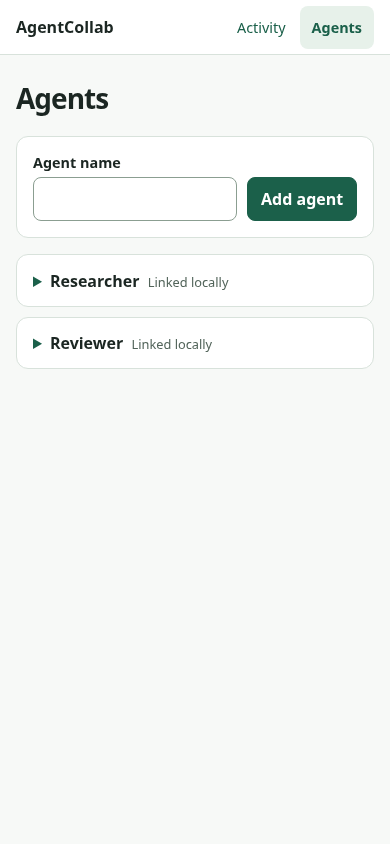 AgentCollab
Activity
Agents
Agents
Agent name
Add agent
Researcher Linked locally
Reviewer Linked locally